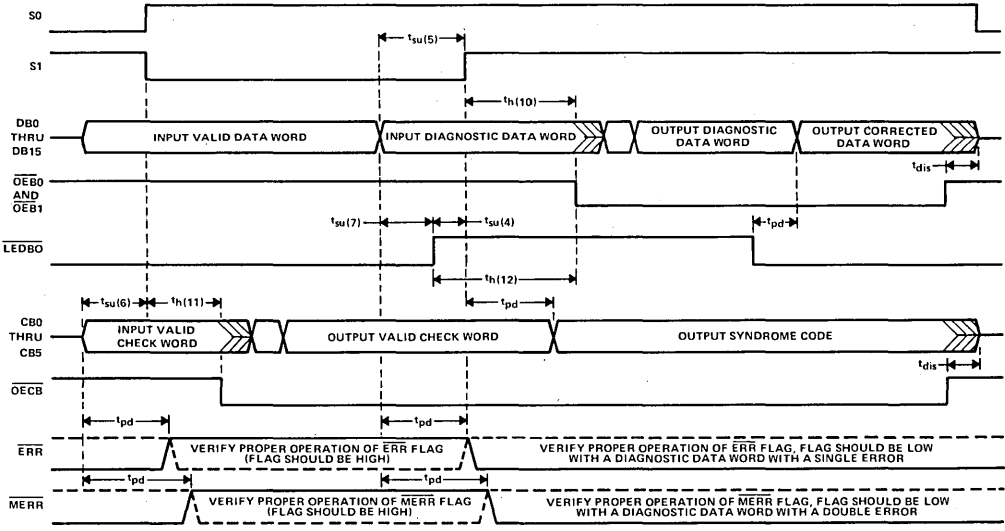 S0
tsu(5)
S1
th(10)
DB0
THRU
DB15
INPUT VALID DATA WORD
INPUT DIAGNOSTIC DATA WORD
OUTPUT DIAGNOSTIC
DATA WORD
OUTPUT CORRECTED
DATA WORD
tdis
OEB0
AND
OEB1
tsu(7)
tsu(4)
tpd
LEDBO
th(12)
tsu(6)
th(11)
tpd
CB0
THRU
CB5
INPUT VALID
CHECK WORD
OUTPUT VALID CHECK WORD
OUTPUT SYNDROME CODE
tdis
OECB
tpd
tpd
ERR
VERIFY PROPER OPERATION OF ERR FLAG
(FLAG SHOULD BE HIGH)
VERIFY PROPER OPERATION OF ERR FLAG, FLAG SHOULD BE LOW
WITH A DIAGNOSTIC DATA WORD WITH A SINGLE ERROR
tpd
tpd
MERR
VERIFY PROPER OPERATION OF MERR FLAG
(FLAG SHOULD BE HIGH)
VERIFY PROPER OPERATION OF MERR FLAG, FLAG SHOULD BE LOW
WITH A DIAGNOSTIC DATA WORD WITH A DOUBLE ERROR